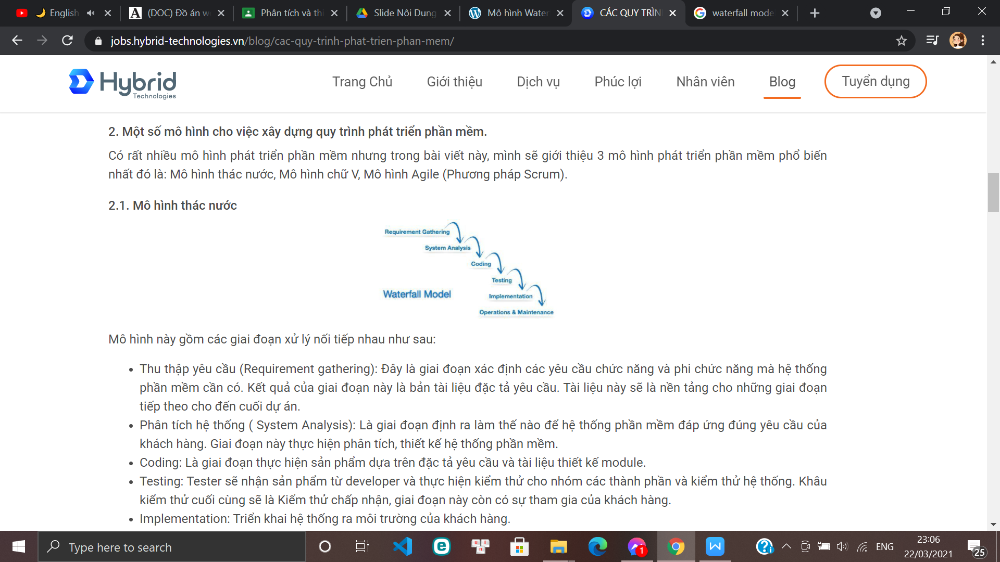 English
(DOC) Đồ án w
Phân tích và thi
Slide Nôi Dung
Mô hình Water
CÁC QUY TRÌN
waterfall mode
jobs.hybrid-technologies.vn/blog/cac-quy-trinh-phat-trien-phan-mem/
Hybrid
Technologies
Trang Chủ
Giới thiệu
Dịch vụ
Phúc lợi
Nhân viên
Blog
Tuyển dụng
2. Một số mô hình cho việc xây dựng quy trình phát triển phần mềm.
Có rất nhiều mô hình phát triển phần mềm nhưng trong bài viết này, mình sẽ giới thiệu 3 mô hình phát triển phần mềm phổ biến
nhất đó là: Mô hình thác nước, Mô hình chữ V, Mô hình Agile (Phương pháp Scrum).
2.1. Mô hình thác nước
Requirement Gathering
System Analysis
Coding
Testing
Waterfall Model
Implementation
Operations & Maintenance
Mô hình này gồm các giai đoạn xử lý nối tiếp nhau như sau:
• Thu thập yêu cầu (Requirement gathering): Đây là giai đoạn xác định các yêu cầu chức năng và phi chức năng mà hệ thống
phần mềm cần có. Kết quả của giai đoạn này là bản tài liệu đặc tả yêu cầu. Tài liệu này sẽ là nền tảng cho những giai đoạn
tiếp theo cho đến cuối dự án.
• Phân tích hệ thống ( System Analysis): Là giai đoạn định ra làm thế nào để hệ thống phần mềm đáp ứng đúng yêu cầu của
khách hàng. Giai đoạn này thực hiện phân tích, thiết kế hệ thống phần mềm.
• Coding: Là giai đoạn thực hiện sản phẩm dựa trên đặc tả yêu cầu và tài liệu thiết kế module.
• Testing: Tester sẽ nhận sản phẩm từ developer và thực hiện kiểm thử cho nhóm các thành phần và kiểm thử hệ thống. Khâu
kiểm thử cuối cùng sẽ là Kiểm thử chấp nhận, giai đoạn này còn có sự tham gia của khách hàng.
• Implementation: Triển khai hệ thống ra môi trường của khách hàng.
Type here to search
1
ENG
23:06
22/03/2021
25